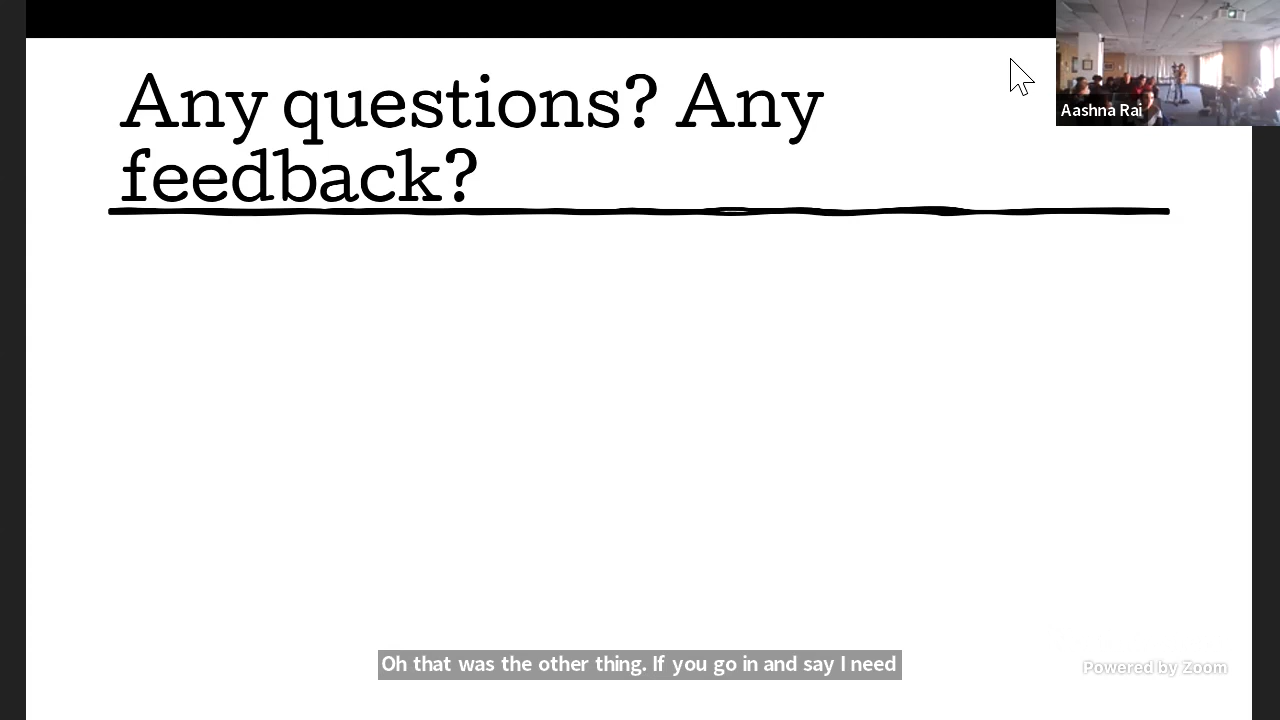 Any questions? Any
feedback?
Aashna Rai
Oh that was the other thing. If you go in and say I need
Powered by Zoom